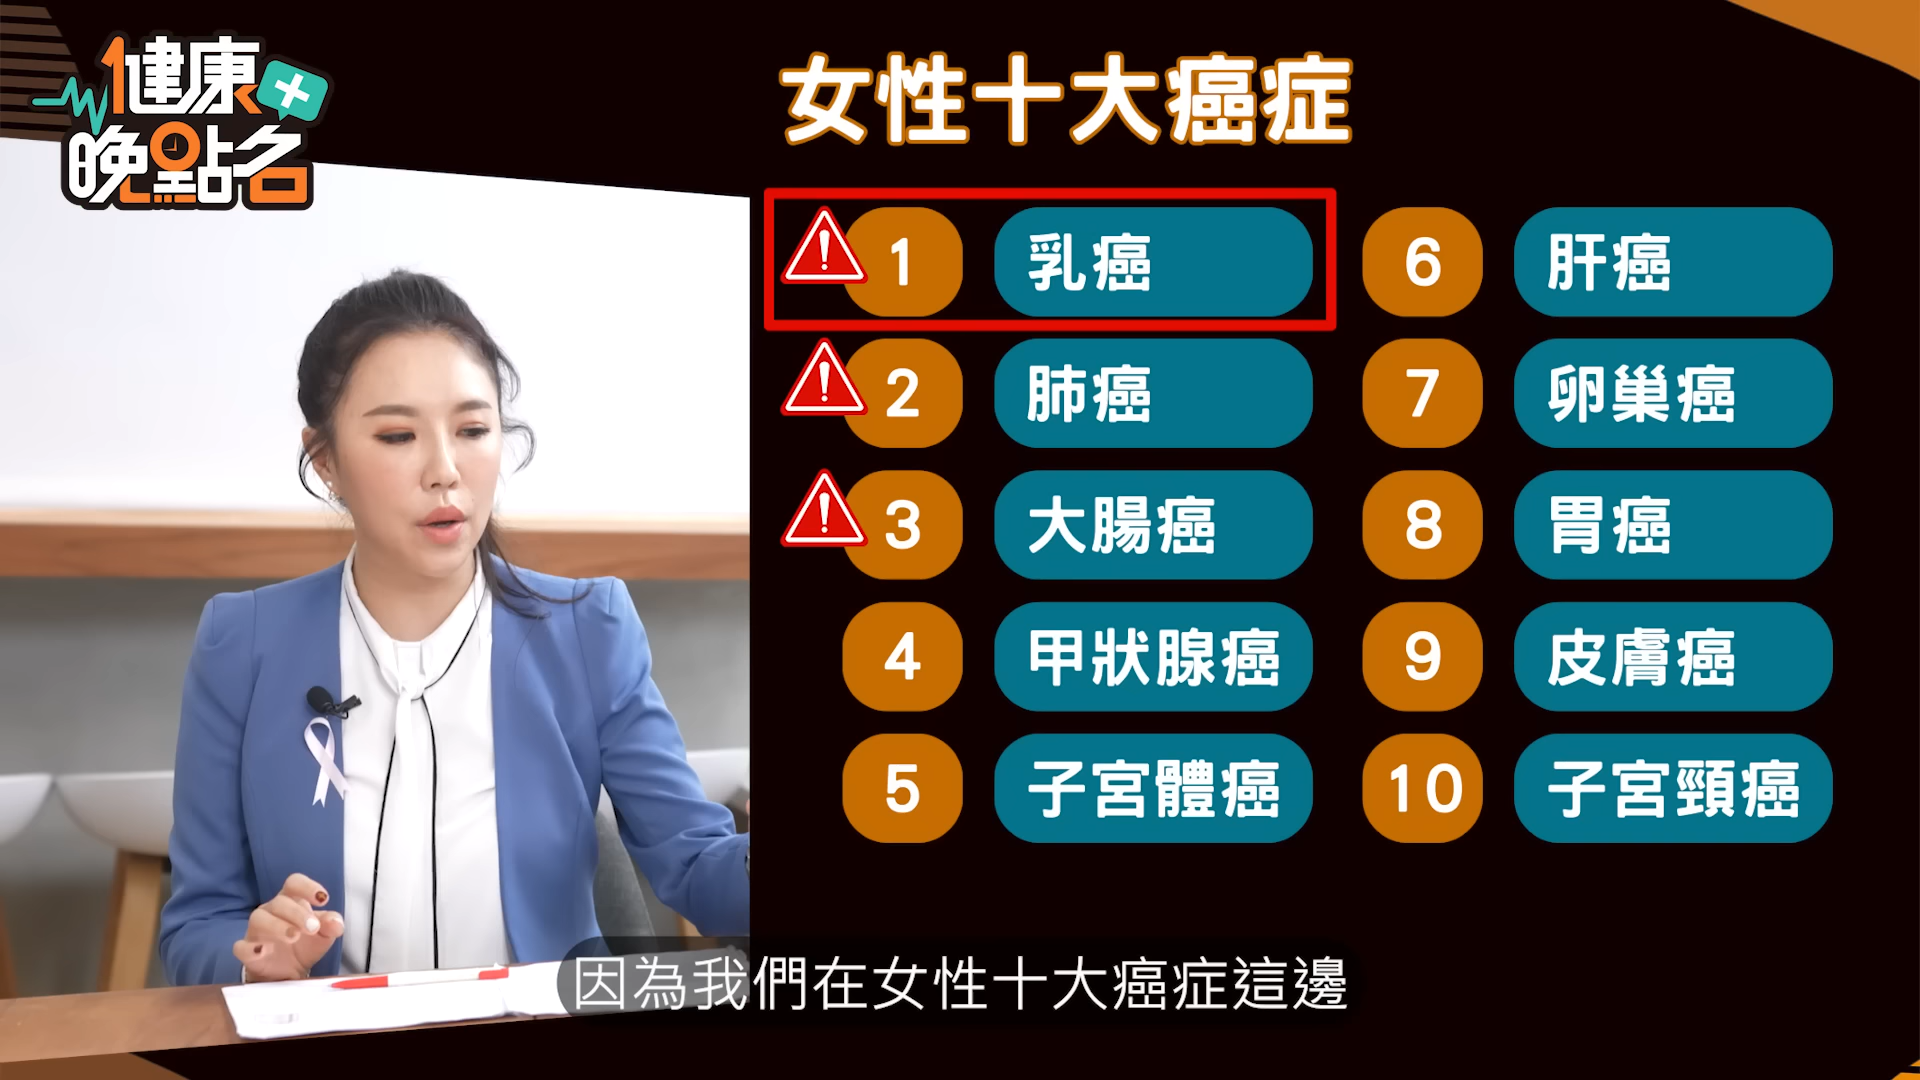 健康
晚點名
女性十大癌症
1 乳癌
2 肺癌
3 大腸癌
4 甲狀腺癌
5 子宮體癌
6 肝癌
7 卵巢癌
8 胃癌
9 皮膚癌
10 子宮頸癌
因為我們在女性十大癌症這邊